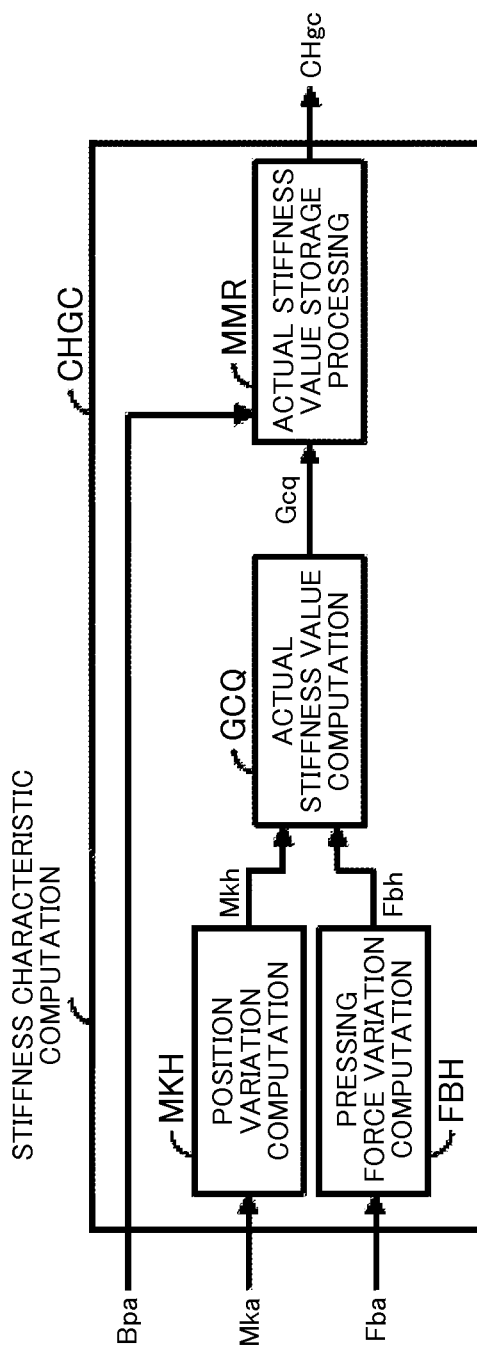 STIFFNESS CHARACTERISTIC
COMPUTATION
CHGC
Bpa
Mka
Fba
MKH
POSITION
VARIATION
COMPUTATION
Mkh
PRESSING
FORCE VARIATION
COMPUTATION
FBH
Fbh
GCQ
ACTUAL
STIFFNESS VALUE
COMPUTATION
Gcq
MMR
ACTUAL STIFFNESS
VALUE STORAGE
PROCESSING
CHgc